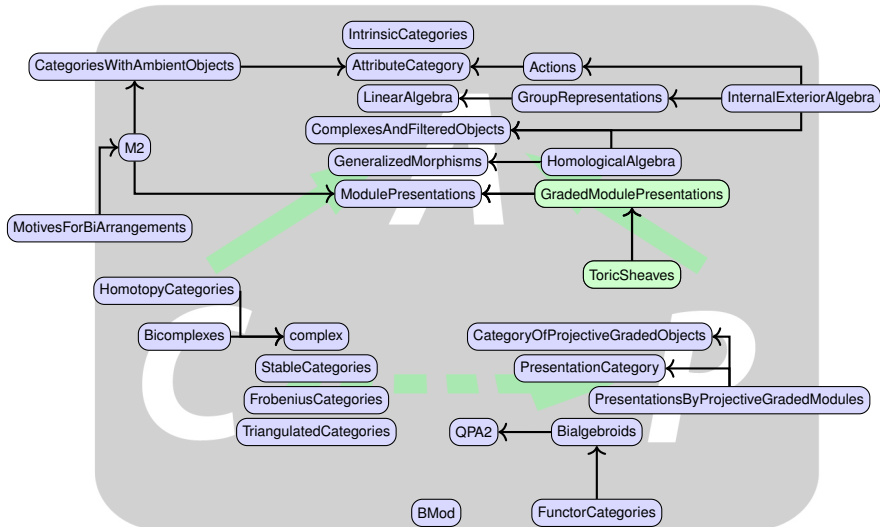 IntrinsicCategories
CategoriesWithAmbientObjects AttributeCategory Actions
LinearAlgebra GroupRepresentations InternalExteriorAlgebra
ComplexesAndFilteredObjects
M2 GeneralizedMorphisms HomologicalAlgebra
ModulePresentations GradedModulePresentations
MotivesForBiArrangements
ToricSheaves
HomotopyCategories
Bicomplexes complex CategoryOfProjectiveGradedObjects
StableCategories PresentationCategory
FrobeniusCategories PresentationsByProjectiveGradedModules
TriangulatedCategories QPA2 Bialgebroids
BMod FunctorCategories
A
C P